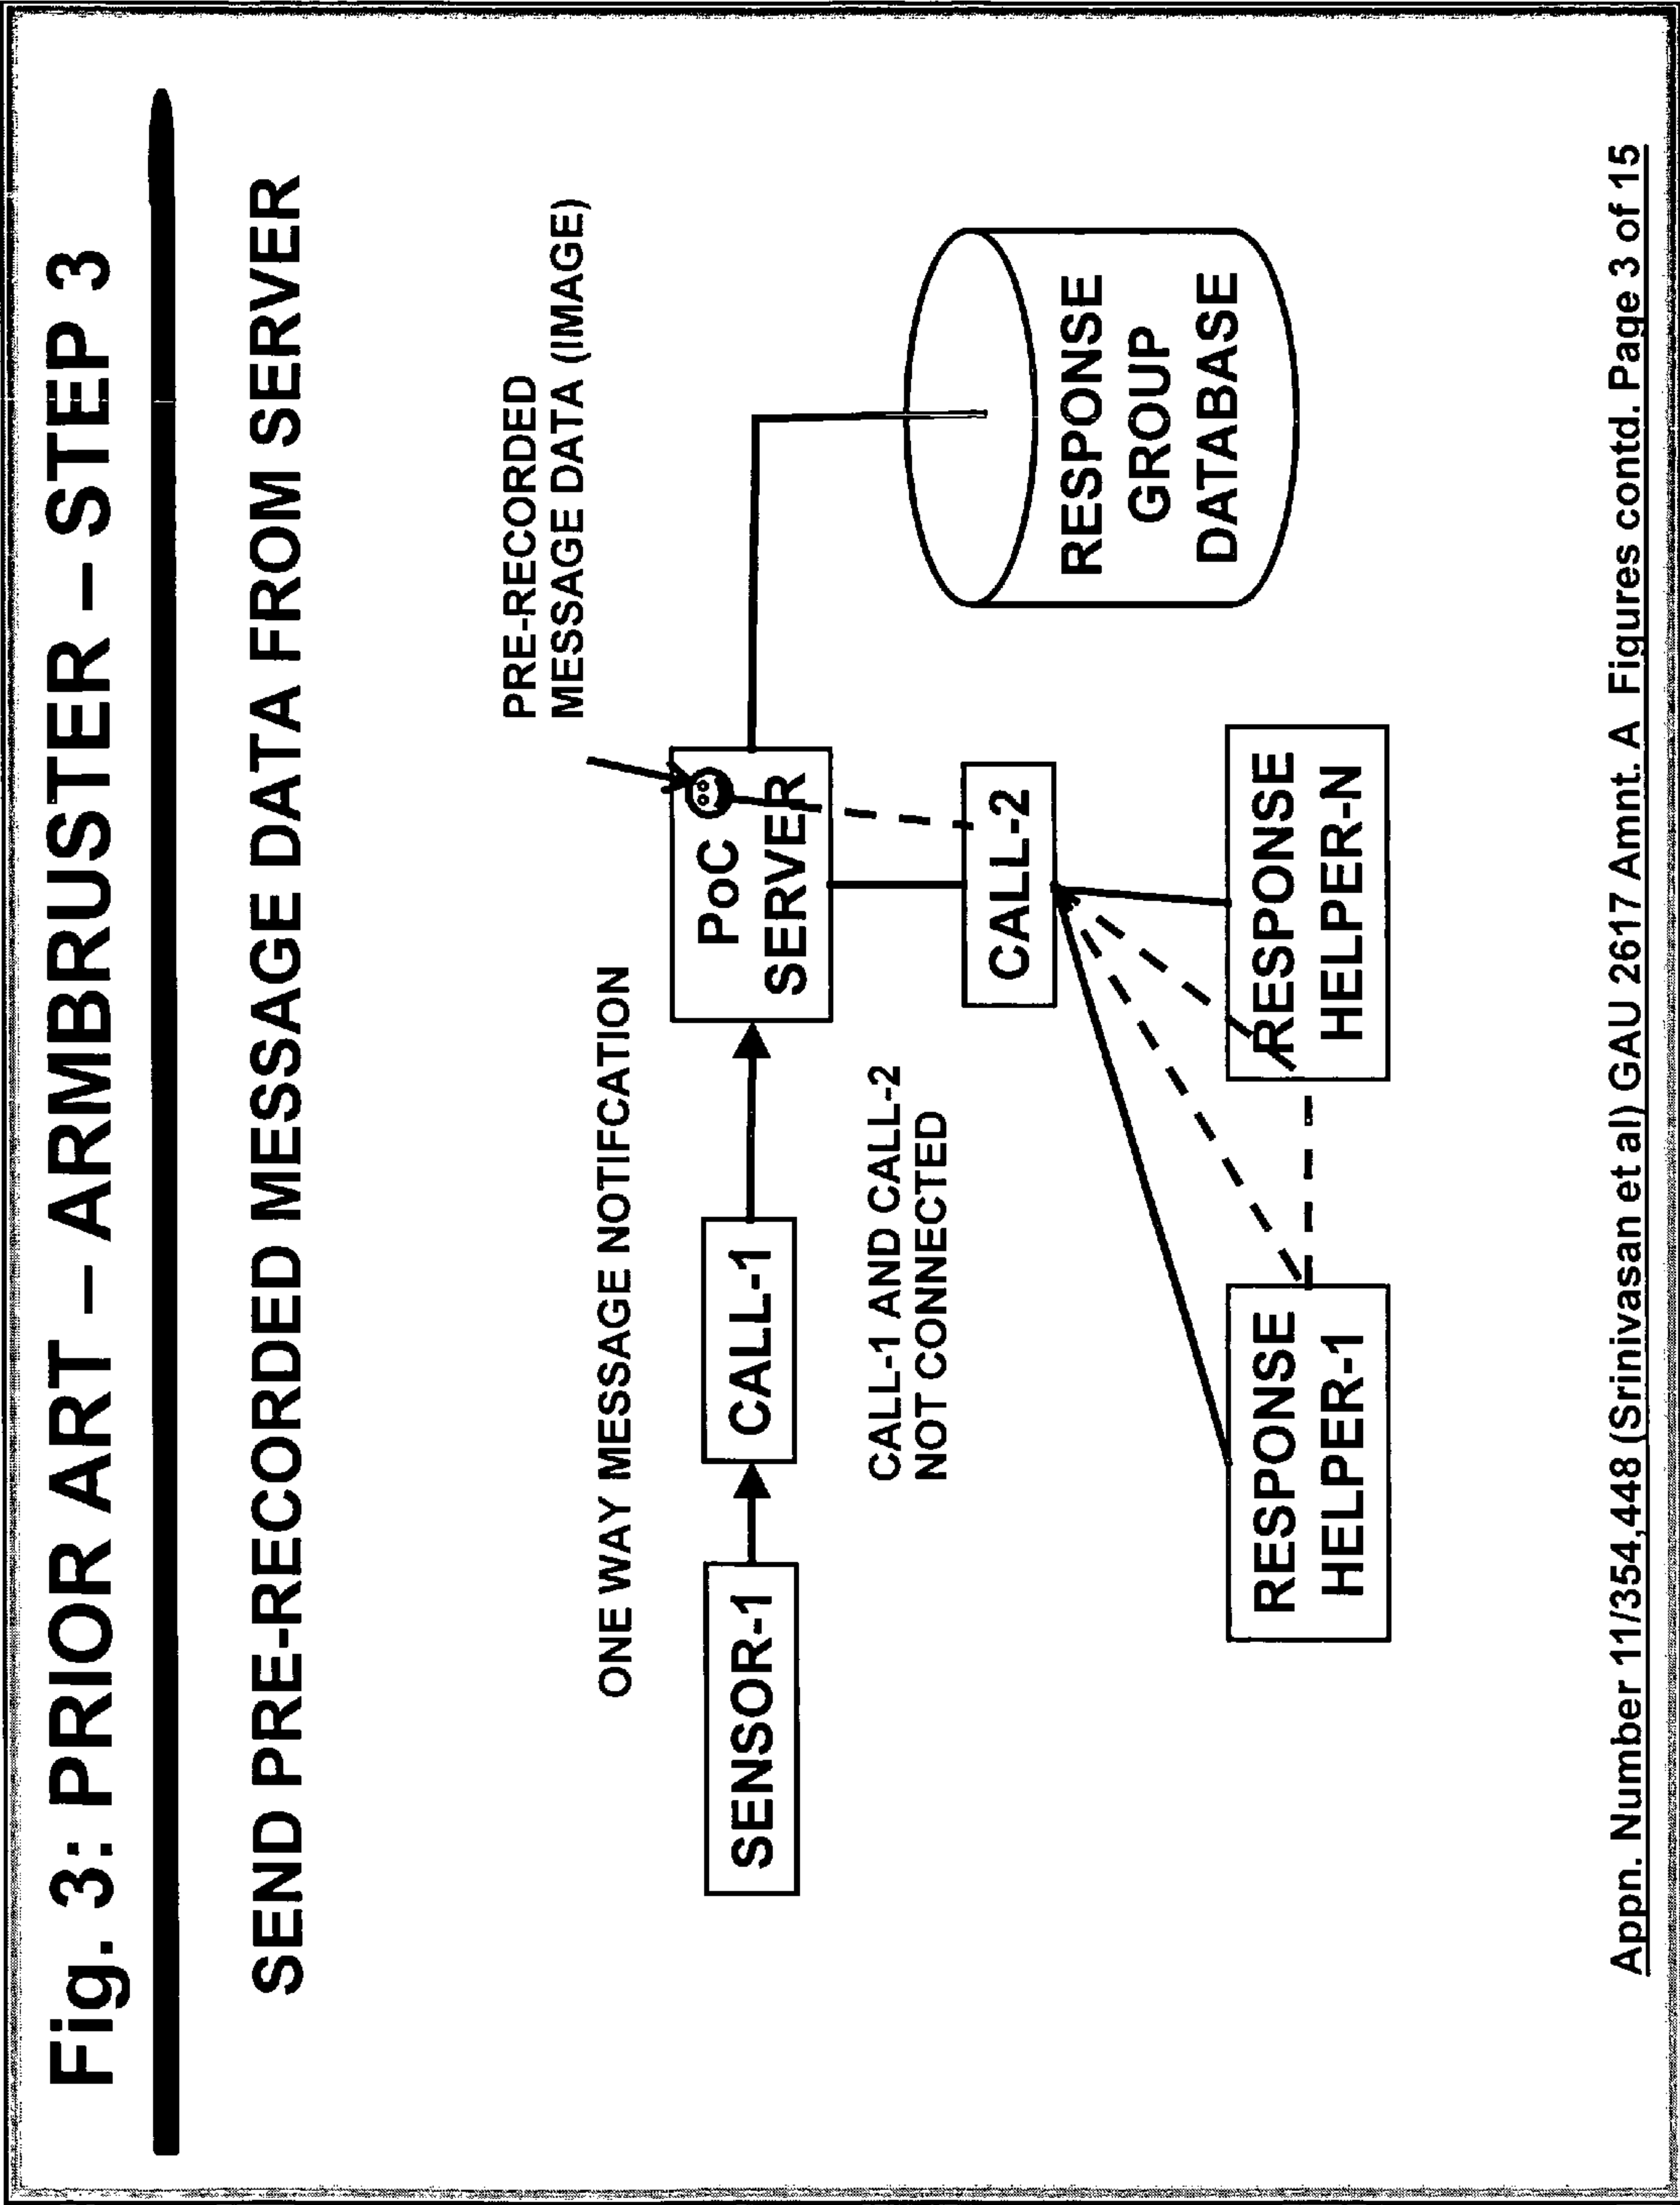 Fig. 3: PRIOR ART – ARMBRUSTER – STEP 3
SEND PRE-RECORDED MESSAGE DATA FROM SERVER
PRE-RECORDED
MESSAGE DATA (IMAGE)
ONE WAY MESSAGE NOTIFCATION
SENSOR-1
CALL-1
PoC
SERVER
CALL-1 AND CALL-2
NOT CONNECTED
CALL-2
RESPONSE
GROUP
DATABASE
RESPONSE
HELPER-1
RESPONSE
HELPER-N
Appn. Number 11/354,448 (Srinivasan et al) GAU 2617 Amnt. A Figures contd. Page 3 of 15